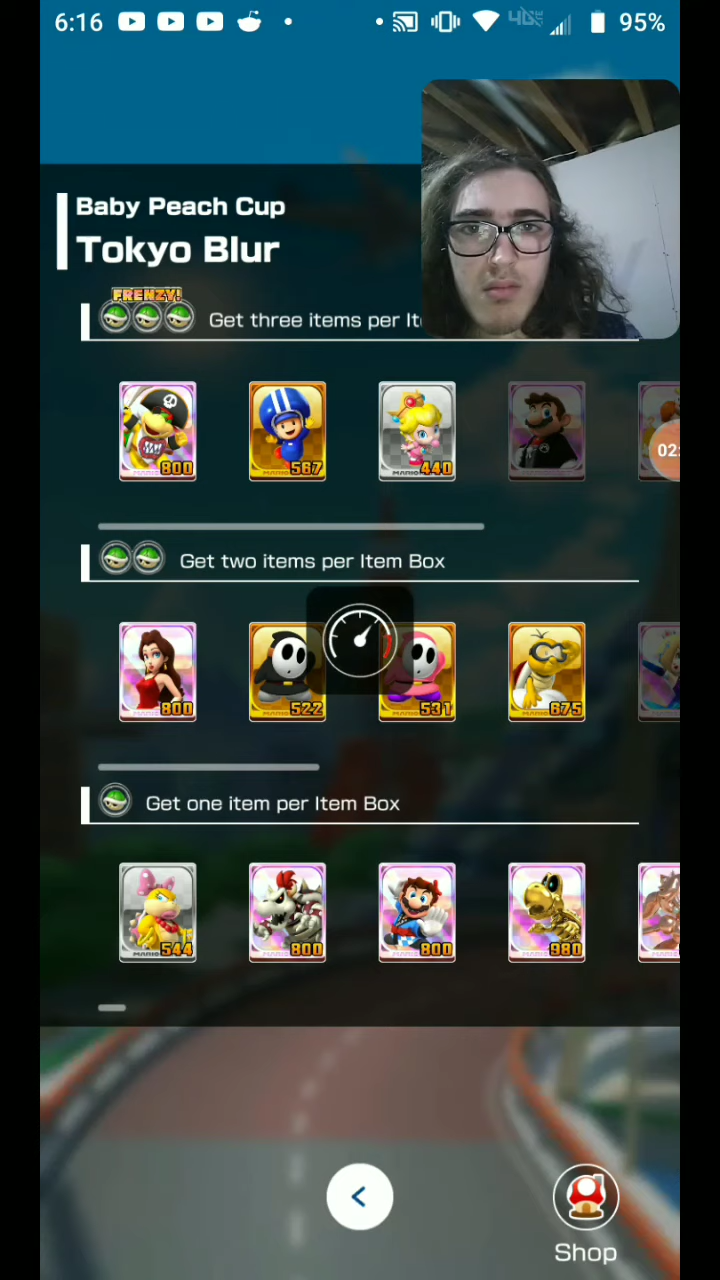 6:16
4G
95%
Baby Peach Cup
Tokyo Blur
FRENZY!
Get three items per It
800
567
440
02:
Get two items per Item Box
800
522
531
675
Get one item per Item Box
544
800
800
980
<
Shop